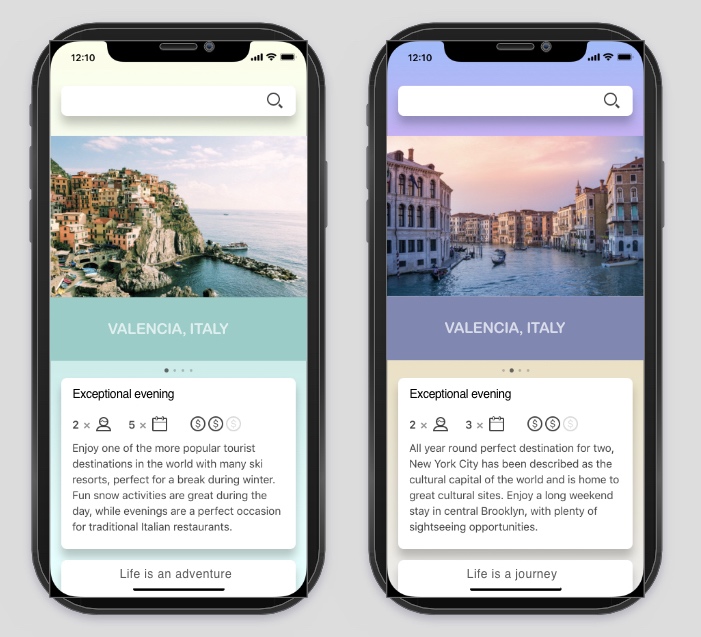 12:10
VALENCIA, ITALY
Exceptional evening
2 × 5 × $ $ $
Enjoy one of the more popular tourist
destinations in the world with many ski
resorts, perfect for a break during winter.
Fun snow activities are great during the
day, while evenings are a perfect occasion
for traditional Italian restaurants.
Life is an adventure
12:10
VALENCIA, ITALY
Exceptional evening
2 × 3 × $ $ $
All year round perfect destination for two,
New York City has been described as the
cultural capital of the world and is home to
great cultural sites. Enjoy a long weekend
stay in central Brooklyn, with plenty of
sightseeing opportunities.
Life is a journey